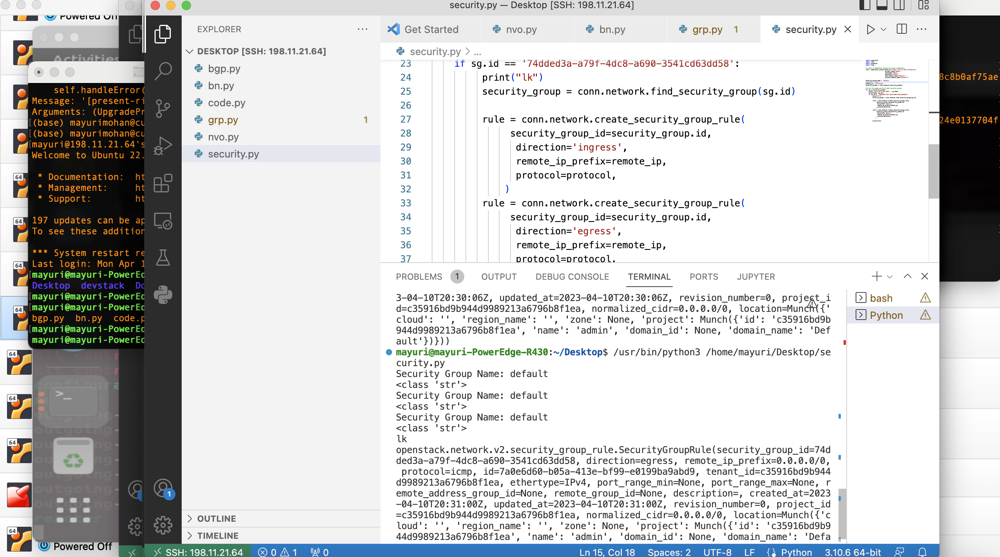 Powered Off
security.py — Desktop [SSH: 198.11.21.64]
Activities
EXPLORER
DESKTOP [SSH: 198.11.21.64]
bgp.py
bn.py
code.py
grp.py 1
nvo.py
security.py
OUTLINE
TIMELINE
Get Started nvo.py bn.py grp.py 1 security.py
security.py > ...
23 if sg.id == '74dded3a-a79f-4dc8-a690-3541cd63dd58':
24 print("lk")
25 security_group = conn.network.find_security_group(sg.id)
26
27 rule = conn.network.create_security_group_rule(
28 security_group_id=security_group.id,
29 direction='ingress',
30 remote_ip_prefix=remote_ip,
31 protocol=protocol,
32 )
33 rule = conn.network.create_security_group_rule(
34 security_group_id=security_group.id,
35 direction='egress',
36 remote_ip_prefix=remote_ip,
37 protocol=protocol,
PROBLEMS 1 OUTPUT DEBUG CONSOLE TERMINAL PORTS JUPYTER
3-04-10T20:30:06Z, updated_at=2023-04-10T20:30:06Z, revision_number=0, project_i
d=c35916bd9b944d9989213a6796b8f1ea, normalized_cidr=0.0.0.0/0, location=Munch({'
cloud': '', 'region_name': '', 'zone': None, 'project': Munch({'id': 'c35916bd9b
944d9989213a6796b8f1ea', 'name': 'admin', 'domain_id': None, 'domain_name': 'Def
ault'})}))
mayuri@mayuri-PowerEdge-R430:~/Desktop$ /usr/bin/python3 /home/mayuri/Desktop/se
curity.py
Security Group Name: default
<class 'str'>
Security Group Name: default
<class 'str'>
Security Group Name: default
<class 'str'>
lk
openstack.network.v2.security_group_rule.SecurityGroupRule(security_group_id=74d
ded3a-a79f-4dc8-a690-3541cd63dd58, direction=egress, remote_ip_prefix=0.0.0.0/0,
protocol=icmp, id=7a0e6d60-b05a-413e-bf99-e0199ba9abd9, tenant_id=c35916bd9b944
d9989213a6796b8f1ea, ethertype=IPv4, port_range_min=None, port_range_max=None, r
emote_address_group_id=None, remote_group_id=None, description=, created_at=2023
-04-10T20:31:00Z, updated_at=2023-04-10T20:31:00Z, revision_number=0, project_id
=c35916bd9b944d9989213a6796b8f1ea, normalized_cidr=0.0.0.0/0, location=Munch({'c
loud': '', 'region_name': '', 'zone': None, 'project': Munch({'id': 'c35916bd9b9
44d9989213a6796b8f1ea', 'name': 'admin', 'domain_id': None, 'domain_name': 'Defa
bash
Python
SSH: 198.11.21.64 0 1 0 Ln 15, Col 18 Spaces: 2 UTF-8 LF Python 3.10.6 64-bit
1
self.handleError(
Message: '[present-ri
Arguments: (UpgradePr
[(base) mayurimohan@cu
[(base) mayurimohan@cu
[mayuri@198.11.21.64's
Welcome to Ubuntu 22.
* Documentation: ht
* Management: ht
* Support: ht
197 updates can be ap
To see these addition
*** System restart re
Last login: Mon Apr 1
[mayuri@mayuri-PowerEd
Desktop devstack Do
[mayuri@mayuri-PowerEd
[mayuri@mayuri-PowerEd
bgp.py bn.py code.p
[mayuri@mayuri-PowerEd
mayuri@mayuri-PowerEd
8c8b0af75ae
24e0137704f
64
64
64
64
64
64
64
64
Powered Off